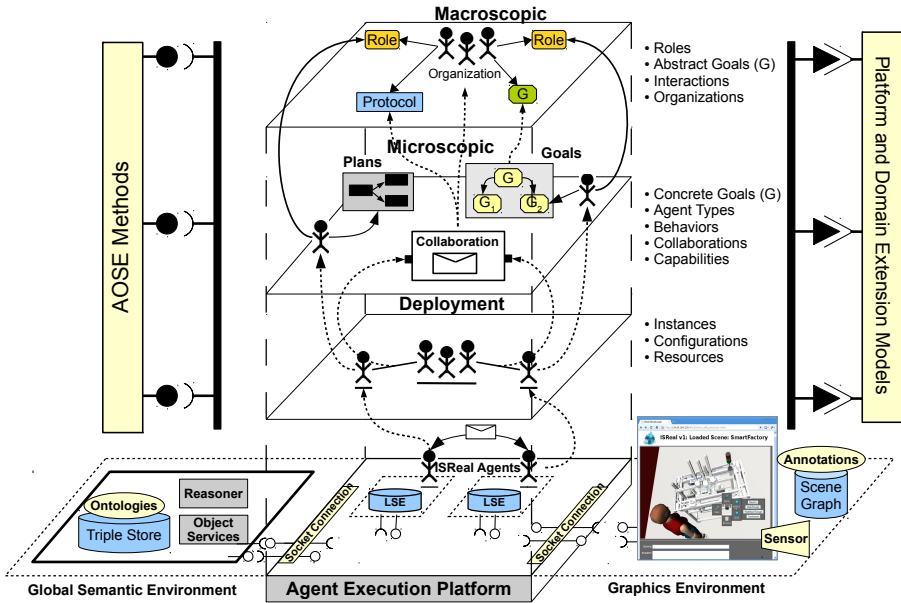 Macroscopic
Role
Role
Organization
Protocol
G
• Roles
• Abstract Goals (G)
• Interactions
• Organizations
AOSE Methods
Platform and Domain Extension Models
Microscopic
Plans
Goals
G
G1
G2
Collaboration
• Concrete Goals (G)
• Agent Types
• Behaviors
• Collaborations
• Capabilities
Deployment
• Instances
• Configurations
• Resources
ISReal v1: Loaded Scene: SmartFactory
ISReal Agents
LSE
LSE
Socket Connection
Socket Connection
Ontologies
Triple Store
Reasoner
Object
Services
Annotations
Scene
Graph
Sensor
Global Semantic Environment
Agent Execution Platform
Graphics Environment